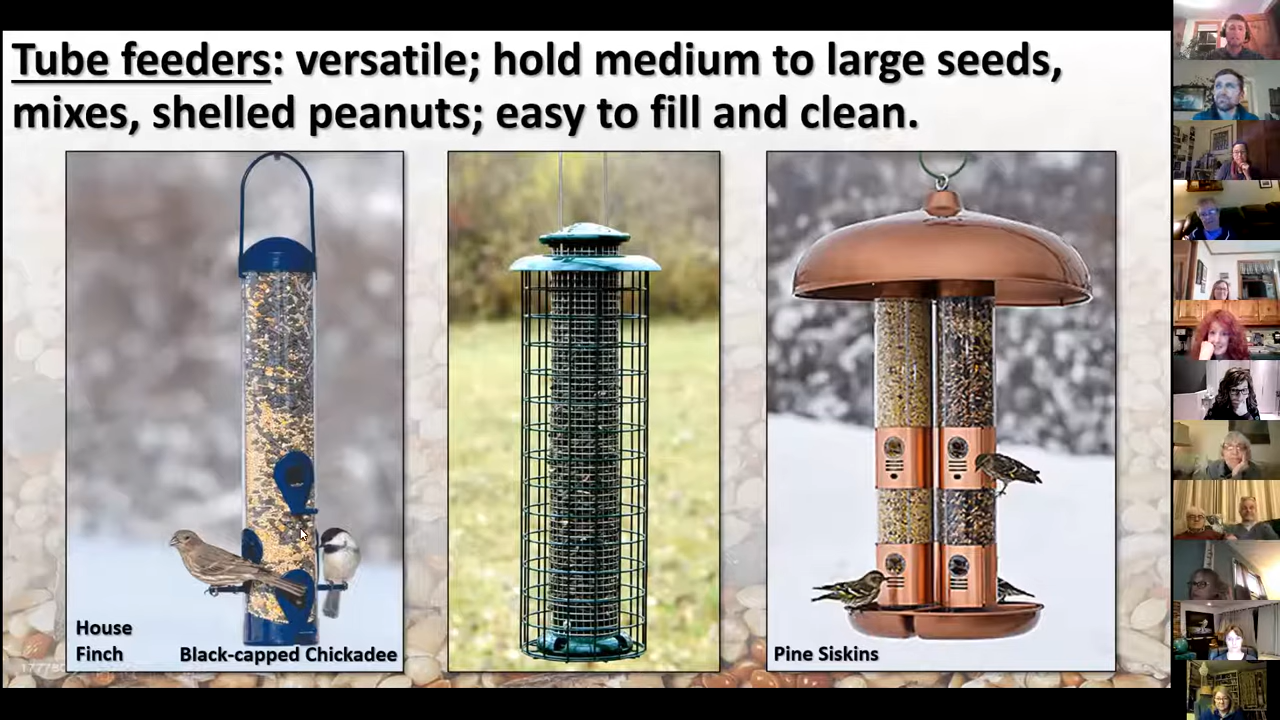 Tube feeders: versatile; hold medium to large seeds,
mixes, shelled peanuts; easy to fill and clean.
House
Finch
Black-capped Chickadee
Pine Siskins